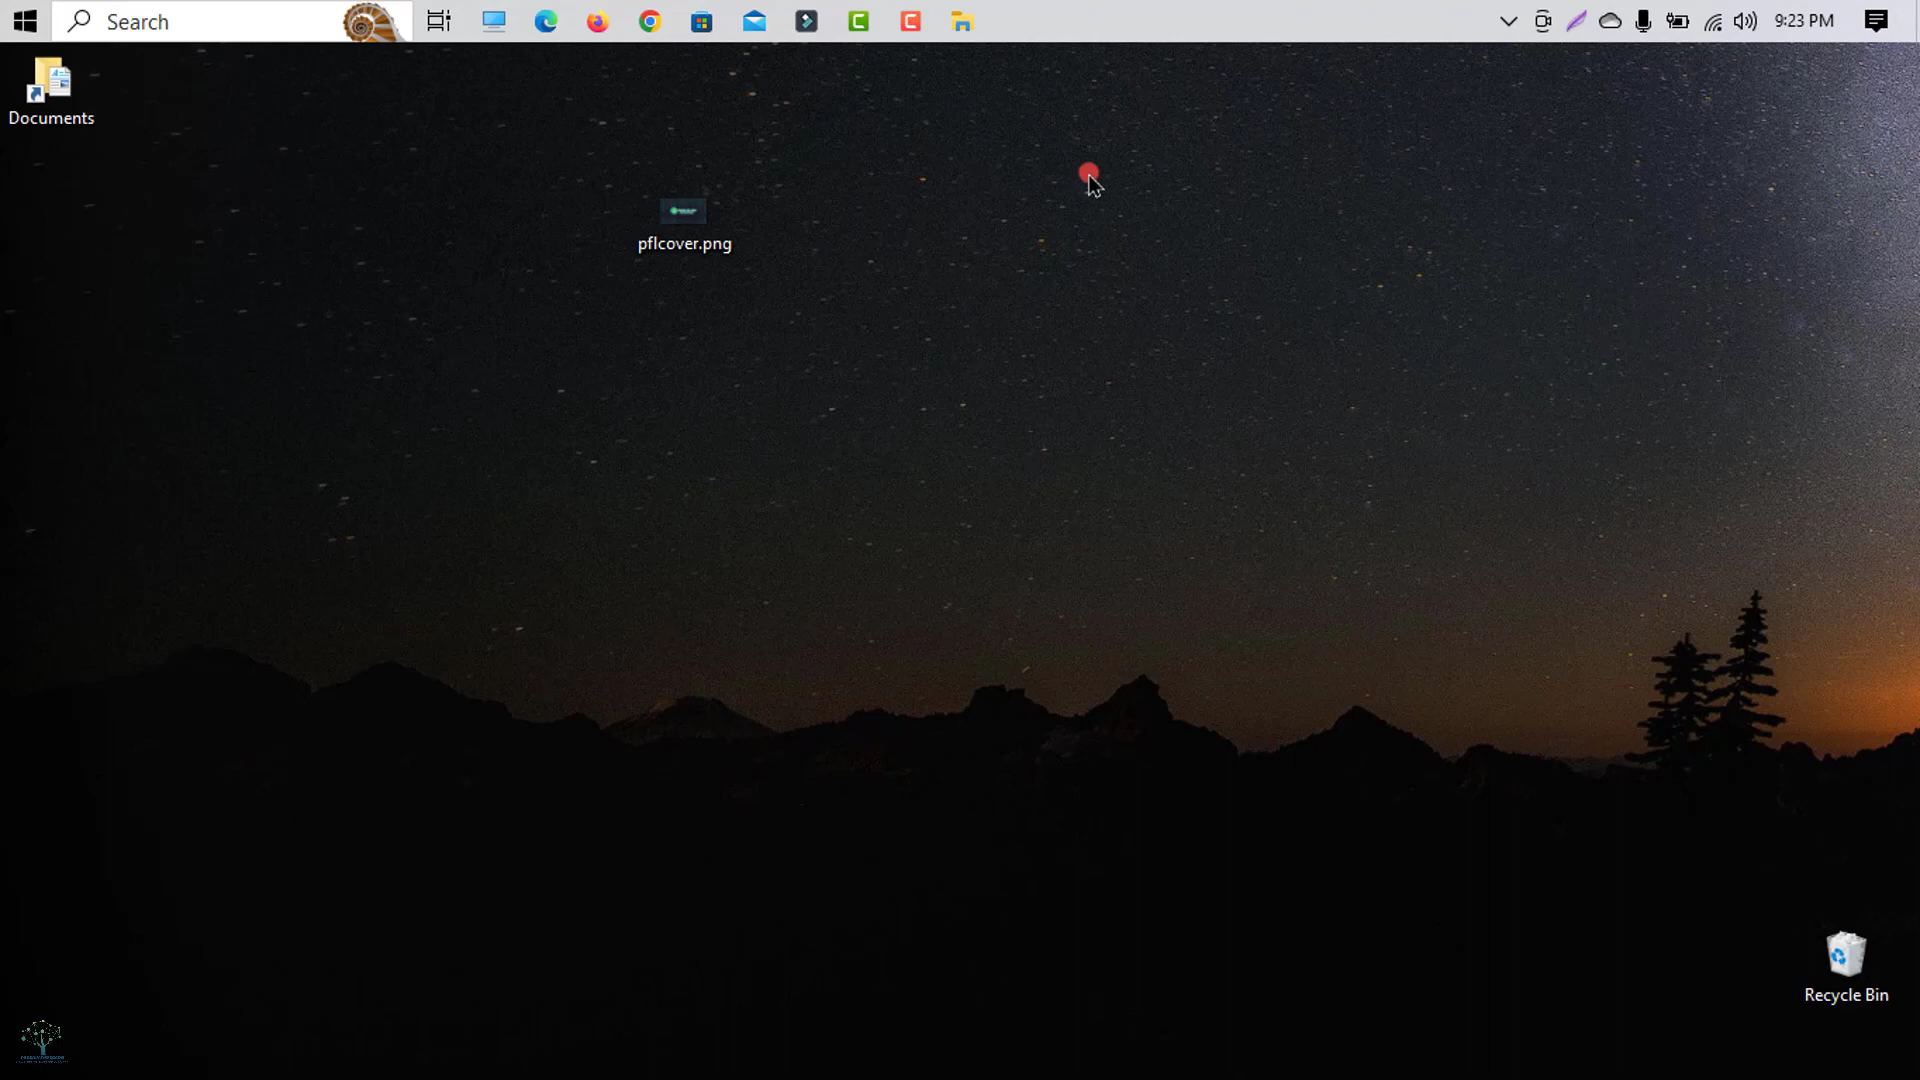 Search
9:23 PM
Documents
pflcover.png
Recycle Bin